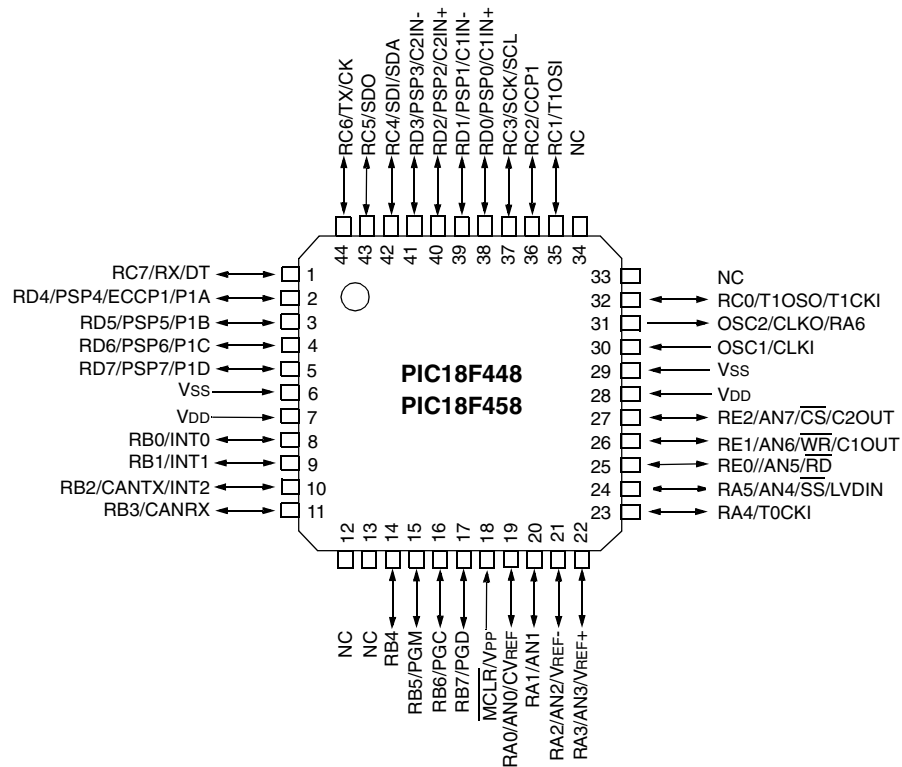 RC6/TX/CK
RC5/SDO
RC4/SDI/SDA
RD3/PSP3/C2IN-
RD2/PSP2/C2IN+
RD1/PSP1/C1IN-
RD0/PSP0/C1IN+
RC3/SCK/SCL
RC2/CCP1
RC1/T1OSI
NC
44 43 42 41 40 39 38 37 36 35 34
RC7/RX/DT 1
RD4/PSP4/ECCP1/P1A 2
RD5/PSP5/P1B 3
RD6/PSP6/P1C 4
RD7/PSP7/P1D 5
VSS 6
VDD 7
RB0/INT0 8
RB1/INT1 9
RB2/CANTX/INT2 10
RB3/CANRX 11
PIC18F448
PIC18F458
33 NC
32 RC0/T1OSO/T1CKI
31 OSC2/CLKO/RA6
30 OSC1/CLKI
29 VSS
28 VDD
27 RE2/AN7/C̅S̅/C2OUT
26 RE1/AN6/W̅R̅/C1OUT
25 RE0//AN5/R̅D̅
24 RA5/AN4/S̅S̅/LVDIN
23 RA4/T0CKI
12 13 14 15 16 17 18 19 20 21 22
NC
NC
RB4
RB5/PGM
RB6/PGC
RB7/PGD
M̅C̅L̅R̅/VPP
RA0/AN0/CVREF
RA1/AN1
RA2/AN2/VREF-
RA3/AN3/VREF+